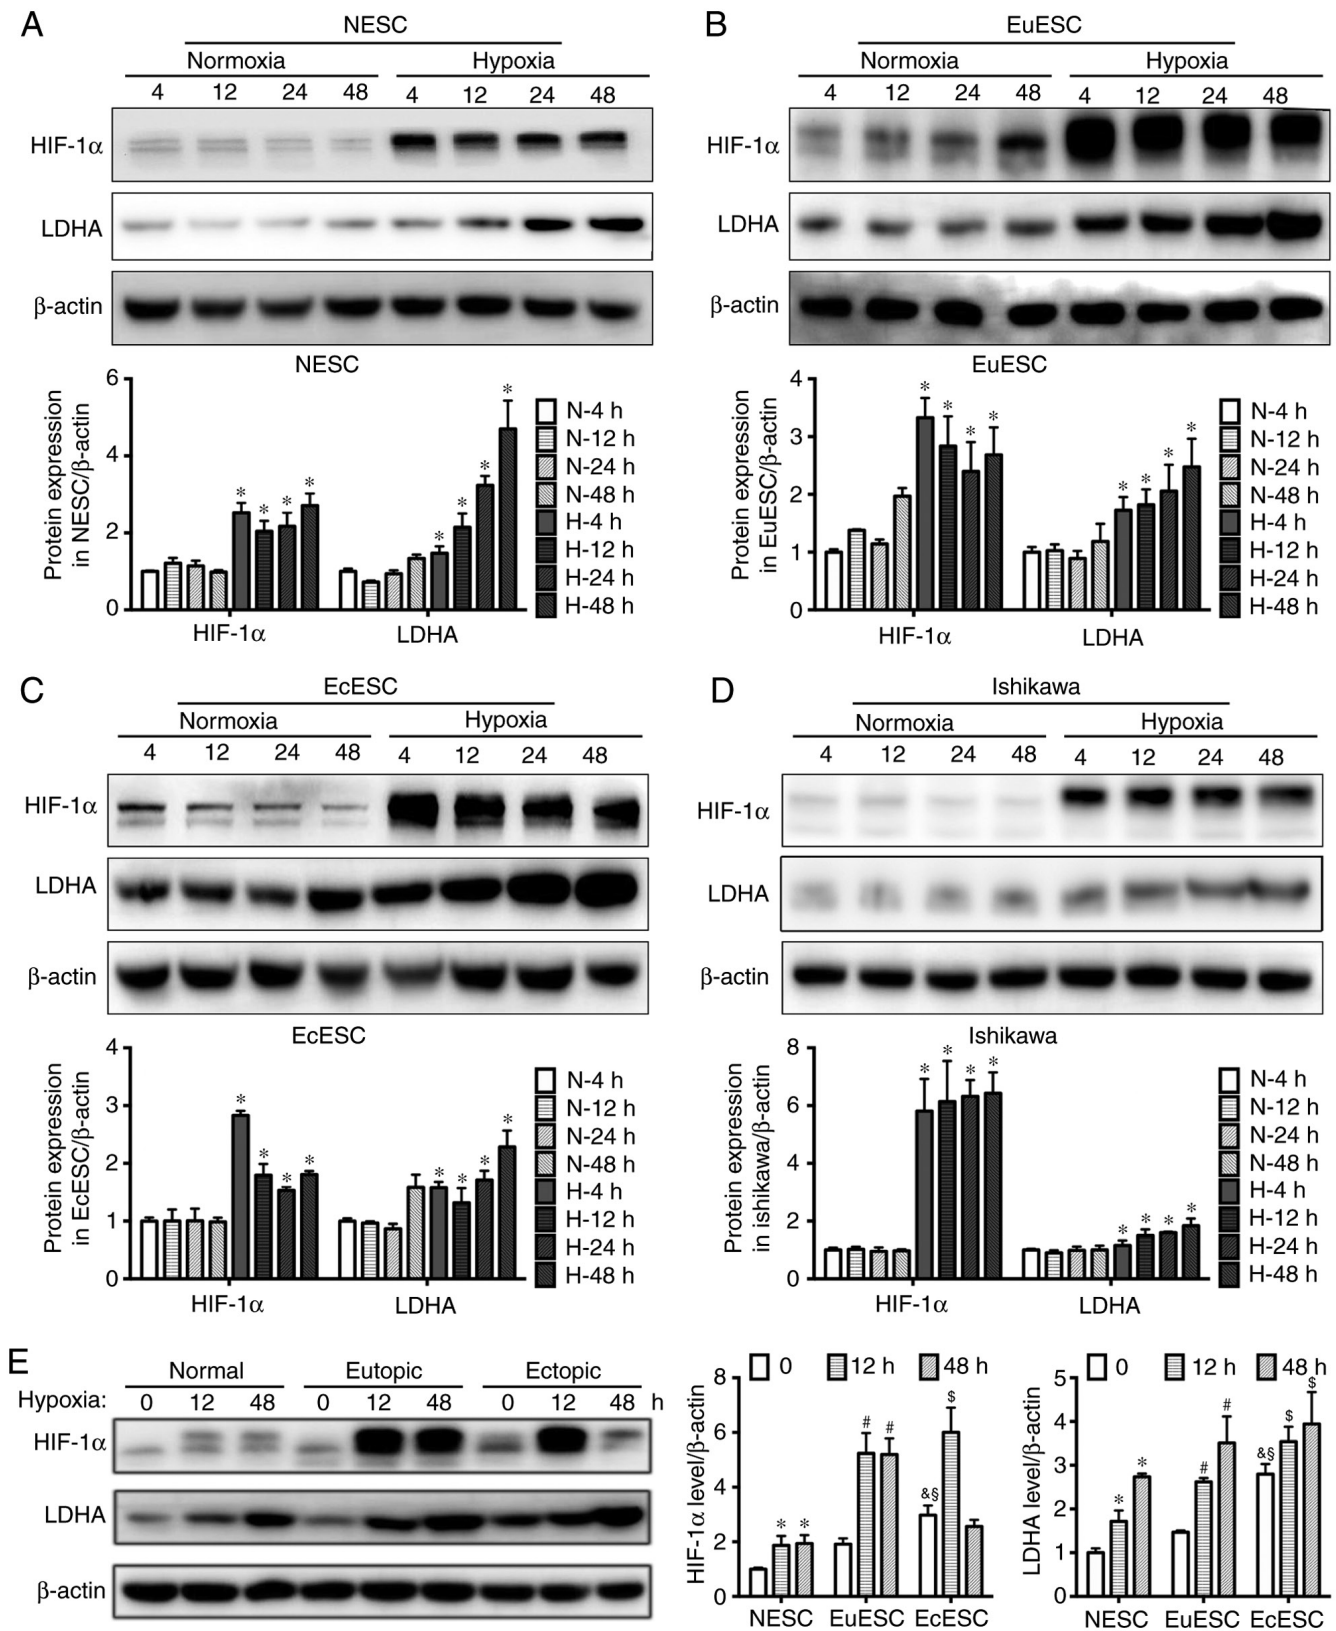 A
NESC
Normoxia Hypoxia
4 12 24 48 4 12 24 48
HIF-1α
LDHA
β-actin
NESC
Protein expression
in NESC/β-actin
6
4
2
0
* * * * * * * *
HIF-1α LDHA
N-4 h
N-12 h
N-24 h
N-48 h
H-4 h
H-12 h
H-24 h
H-48 h
B
EuESC
Normoxia Hypoxia
4 12 24 48 4 12 24 48
HIF-1α
LDHA
β-actin
EuESC
Protein expression
in EuESC/β-actin
4
3
2
1
0
* * * * * * * *
HIF-1α LDHA
N-4 h
N-12 h
N-24 h
N-48 h
H-4 h
H-12 h
H-24 h
H-48 h
C
EcESC
Normoxia Hypoxia
4 12 24 48 4 12 24 48
HIF-1α
LDHA
β-actin
EcESC
Protein expression
in EcESC/β-actin
4
3
2
1
0
* * * * * * * *
HIF-1α LDHA
N-4 h
N-12 h
N-24 h
N-48 h
H-4 h
H-12 h
H-24 h
H-48 h
D
Ishikawa
Normoxia Hypoxia
4 12 24 48 4 12 24 48
HIF-1α
LDHA
β-actin
Ishikawa
Protein expression
in ishikawa/β-actin
8
6
4
2
0
* * * * * * * *
HIF-1α LDHA
N-4 h
N-12 h
N-24 h
N-48 h
H-4 h
H-12 h
H-24 h
H-48 h
E
Normal Eutopic Ectopic
Hypoxia: 0 12 48 0 12 48 0 12 48 h
HIF-1α
LDHA
β-actin
0 12 h 48 h
HIF-1α level/β-actin
8
6
4
2
0
* * # # &§ $
NESC EuESC EcESC
0 12 h 48 h
LDHA level/β-actin
5
4
3
2
1
0
* * # # &§ $ $
NESC EuESC EcESC